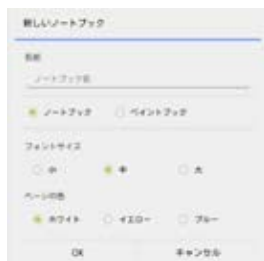 新しいノートブック
名前
ノートブック名
ノートブック ペイントブック
フォントサイズ
小 中 大
ページの色
ホワイト イエロー ブルー
OK キャンセル